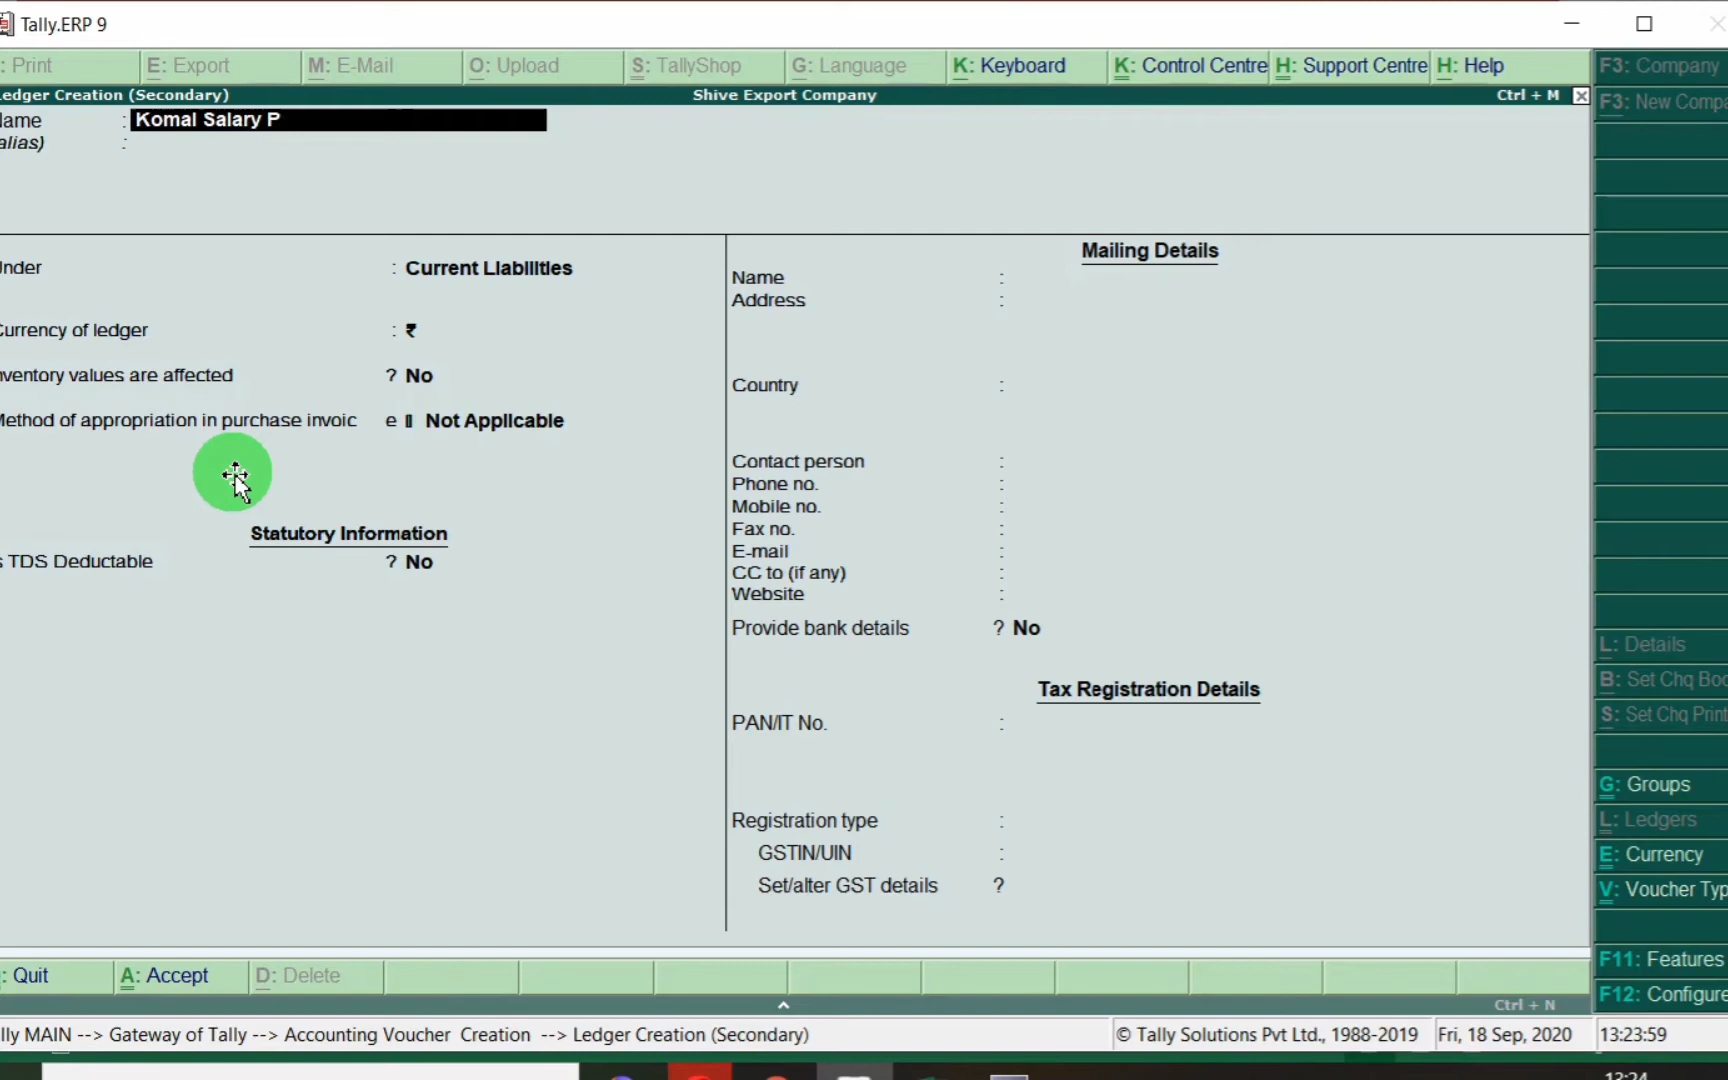 Tally.ERP 9
: Print E: Export M: E-Mail O: Upload S: TallyShop G: Language K: Keyboard K: Control Centre H: Support Centre H: Help F3: Company
edger Creation (Secondary) Shive Export Company Ctrl + M F3: New Compa
ame : Komal Salary P
alias) :
nder : Current Liabilities
Mailing Details
Name :
Address :
urrency of ledger : ₹
nventory values are affected ? No
Country :
Method of appropriation in purchase invoic e Not Applicable
Contact person :
Phone no. :
Mobile no. :
Fax no. :
E-mail :
CC to (if any) :
Website :
Statutory Information
s TDS Deductable ? No
Provide bank details ? No
Tax Registration Details
PAN/IT No. :
Registration type :
GSTIN/UIN :
Set/alter GST details ?
L: Details
B: Set Chq Boo
S: Set Chq Print
G: Groups
L: Ledgers
E: Currency
V: Voucher Typ
F11: Features
F12: Configure
: Quit A: Accept D: Delete
Ctrl + N
lly MAIN --> Gateway of Tally --> Accounting Voucher Creation --> Ledger Creation (Secondary) © Tally Solutions Pvt Ltd., 1988-2019 Fri, 18 Sep, 2020 13:23:59
13:24